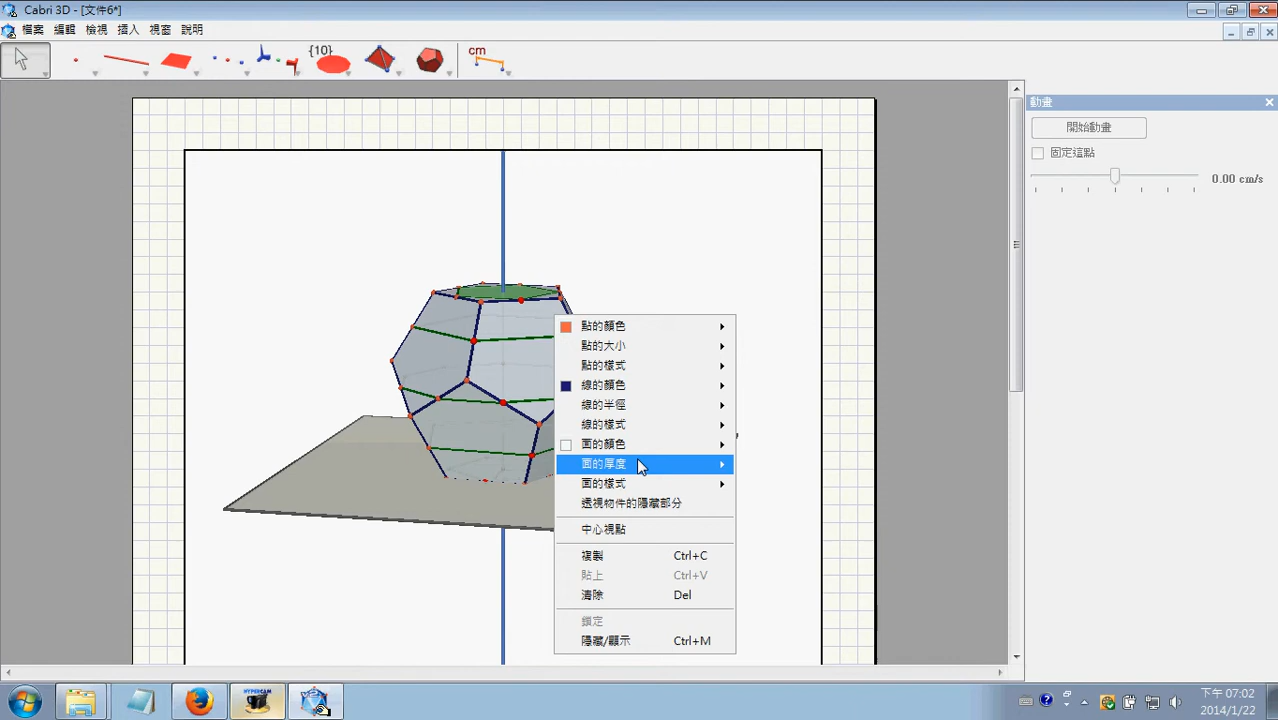 Cabri 3D - [文件6*]
檔案 編輯 檢視 插入 視窗 說明
{10}
cm
動畫
開始動畫
固定這點
0.00 cm/s
點的顏色
點的大小
點的樣式
線的顏色
線的半徑
線的樣式
面的顏色
面的厚度
面的樣式
透視物件的隱藏部分
中心視點
複製 Ctrl+C
貼上 Ctrl+V
清除 Del
鎖定
隱藏/顯示 Ctrl+M
HYPERCAM
下午 07:02
2014/1/22